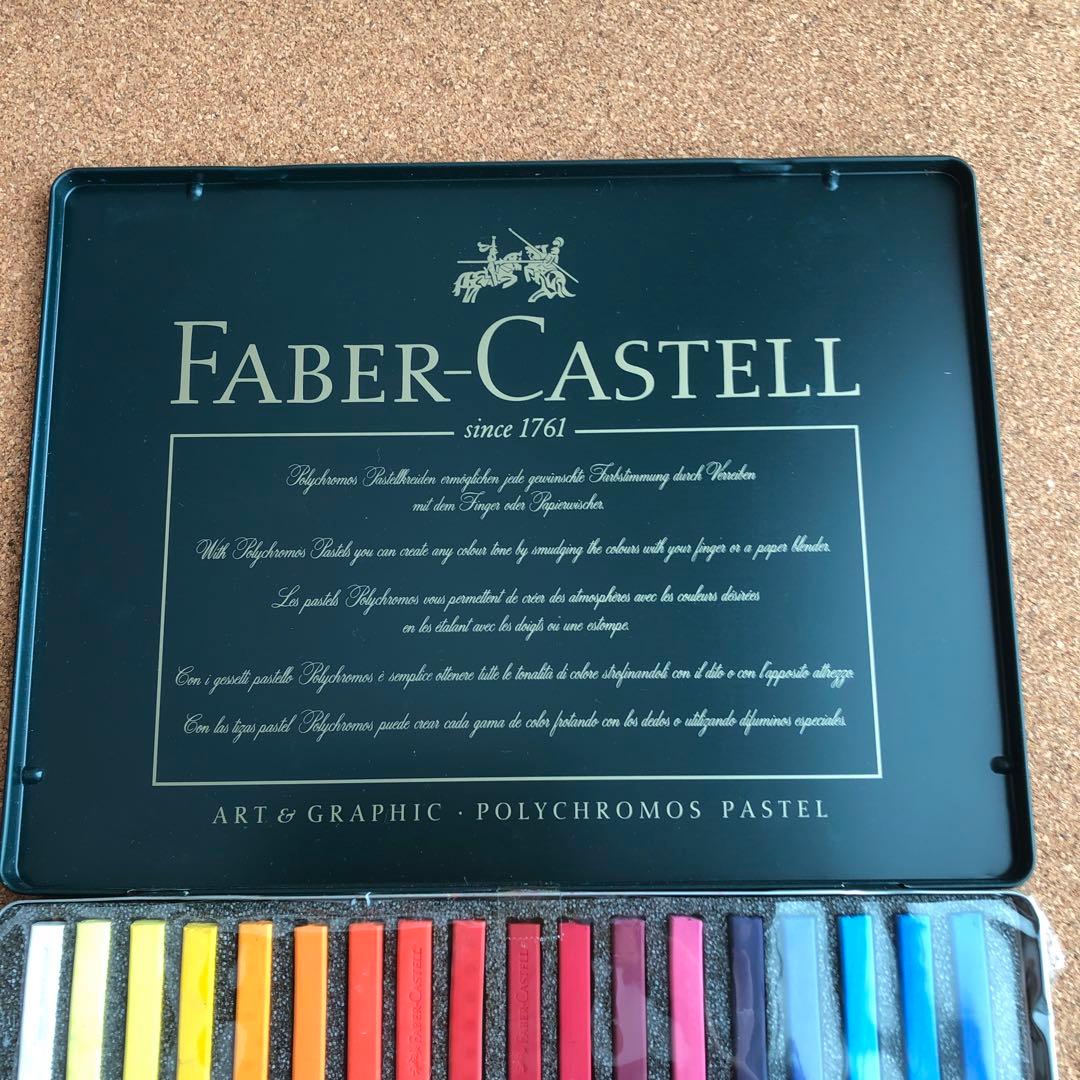 FABER-CASTELL
since 1761
Polychromos Pastellkreiden ermöglichen jede gewünschte Farbstimmung durch Verreiben
mit dem Finger oder Papierwischer.
With Polychromos Pastels you can create any colour tone by smudging the colours with your finger or a paper blender.
Les pastels Polychromos vous permettent de créer des atmosphères avec les couleurs désirées
en les étalant avec les doigts où une estompe.
Con i gessetti pastello Polychromos è semplice ottenere tutte le tonalità di colore strofinandoli con il dito o con l'apposito attrezzo.
Con las tizas pastel Polychromos puede crear cada gama de color frotando con los dedos o utilizando difuminos especiales.
ART & GRAPHIC · POLYCHROMOS PASTEL
FABER-CASTELL
FABER-CASTELL